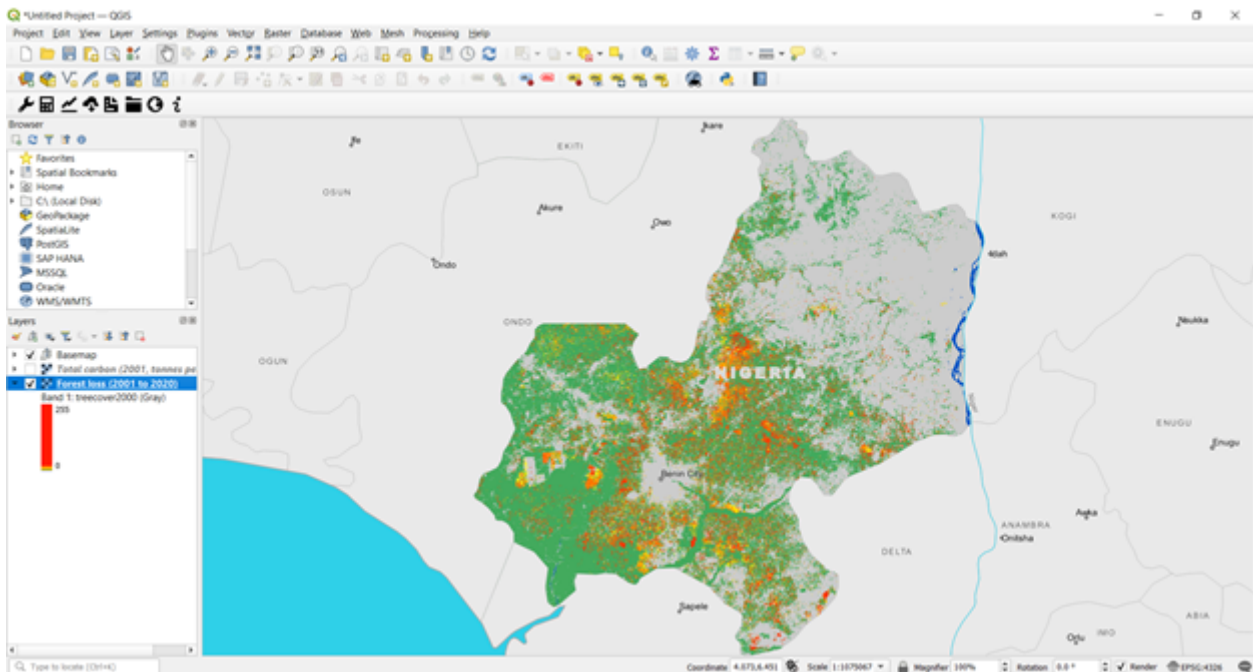 *Untitled Project — QGIS
Project Edit View Layer Settings Plugins Vector Raster Database Web Mesh Processing Help
Browser
Favorites
Spatial Bookmarks
Home
C:\ (Local Disk)
GeoPackage
SpatiaLite
PostGIS
SAP HANA
MSSQL
Oracle
WMS/WMTS
Layers
Basemap
Total carbon (2001, tonnes pe
Forest loss (2001 to 2020)
Band 1: treecover2000 (Gray)
255
0
Ikare
Ife
EKITI
OSUN
Akure
Owo
KOGI
Idah
Ondo
ONDO
Nsukka
OGUN
NIGERIA
ENUGU
Enugu
Benin City
Awka
ANAMBRA
Onitsha
DELTA
Sapele
ABIA
IMO
Orlu
Type to locate (Ctrl+K)
Coordinate 4.073,6.451 Scale 1:1075067 Magnifier 100% Rotation 0.0 ° Render EPSG:4326